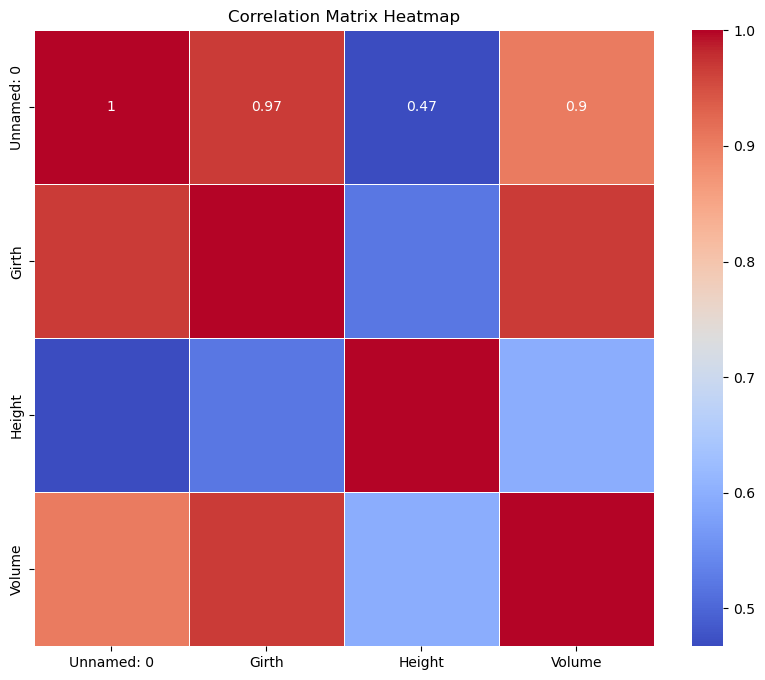 Correlation Matrix Heatmap
Unnamed: 0
1 0.97 0.47 0.9
Girth
Height
Volume
Unnamed: 0 Girth Height Volume
1.0
0.9
0.8
0.7
0.6
0.5